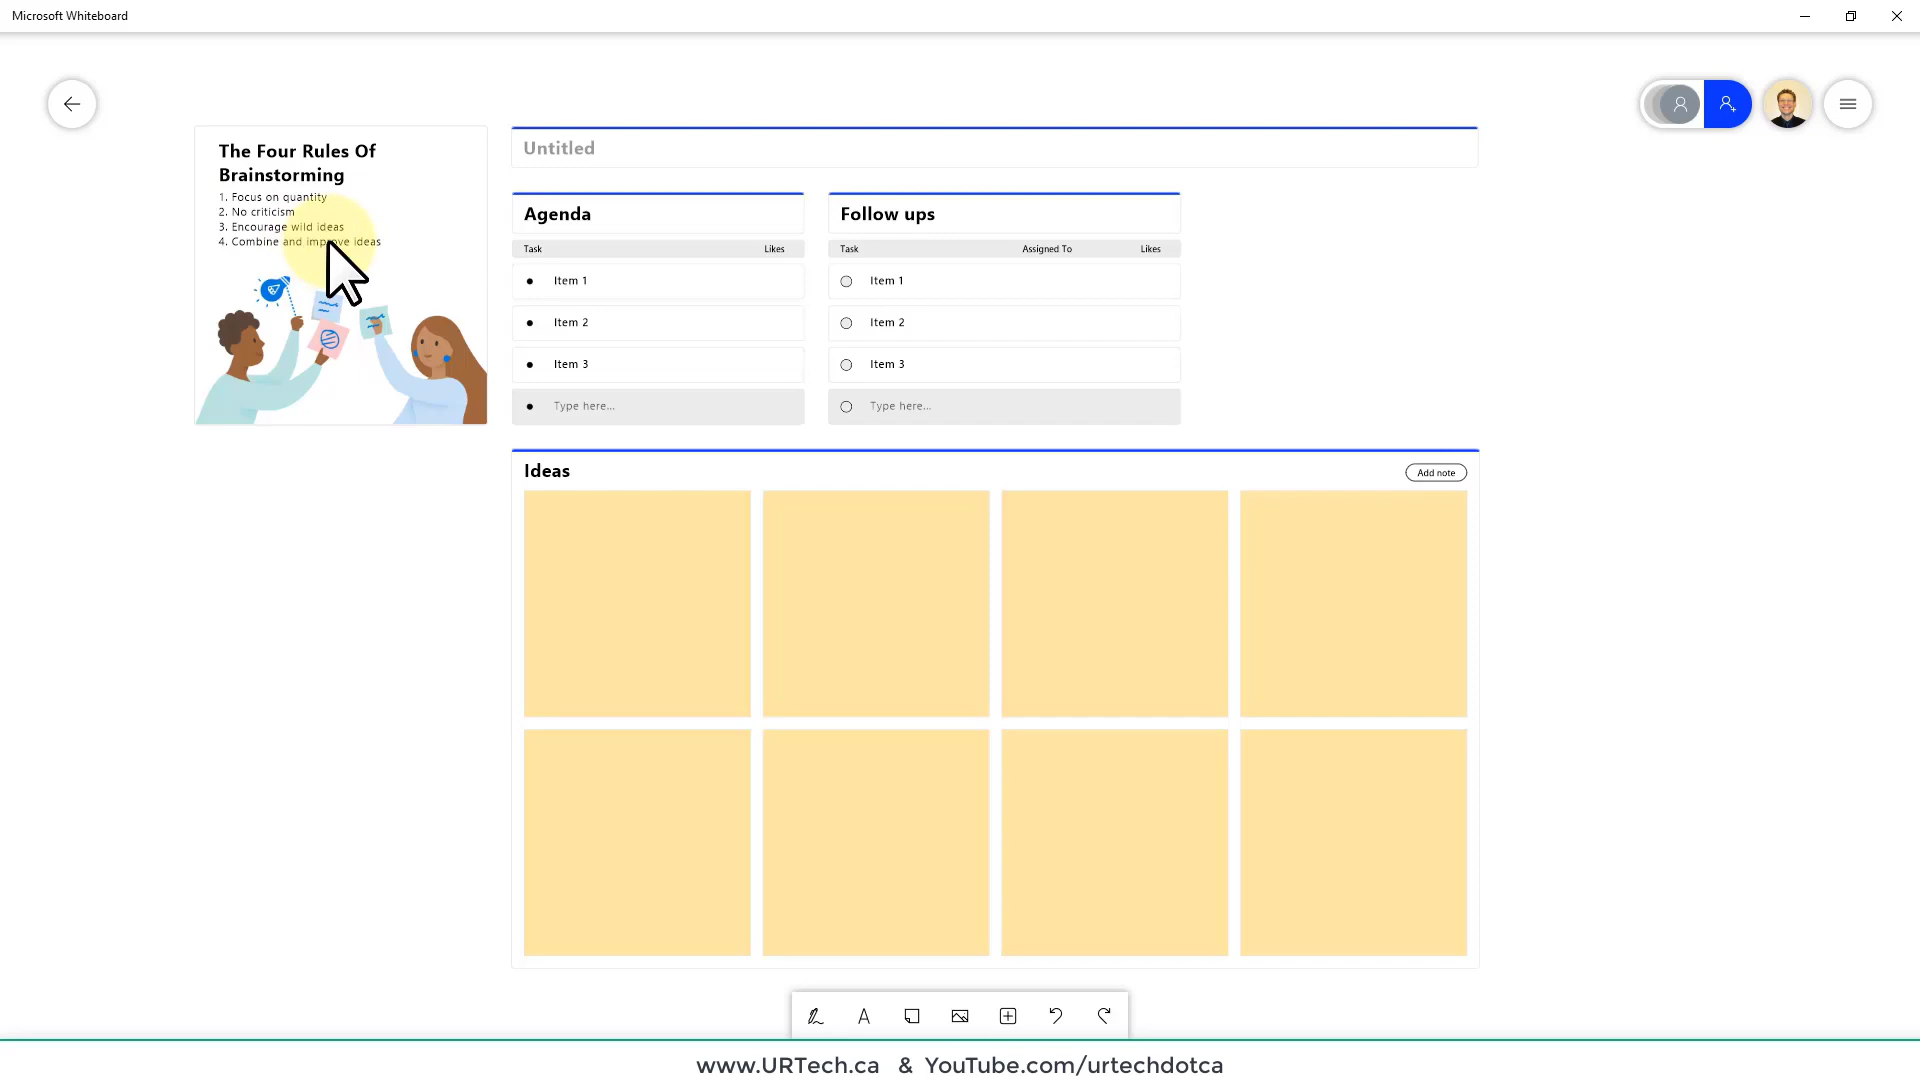 Microsoft Whiteboard
The Four Rules Of
Brainstorming
1. Focus on quantity
2. No criticism
3. Encourage wild ideas
4. Combine and improve ideas
Untitled
Agenda
Task Likes
Item 1
Item 2
Item 3
Type here...
Follow ups
Task Assigned To Likes
Item 1
Item 2
Item 3
Type here...
Ideas
Add note
www.URTech.ca & YouTube.com/urtechdotca